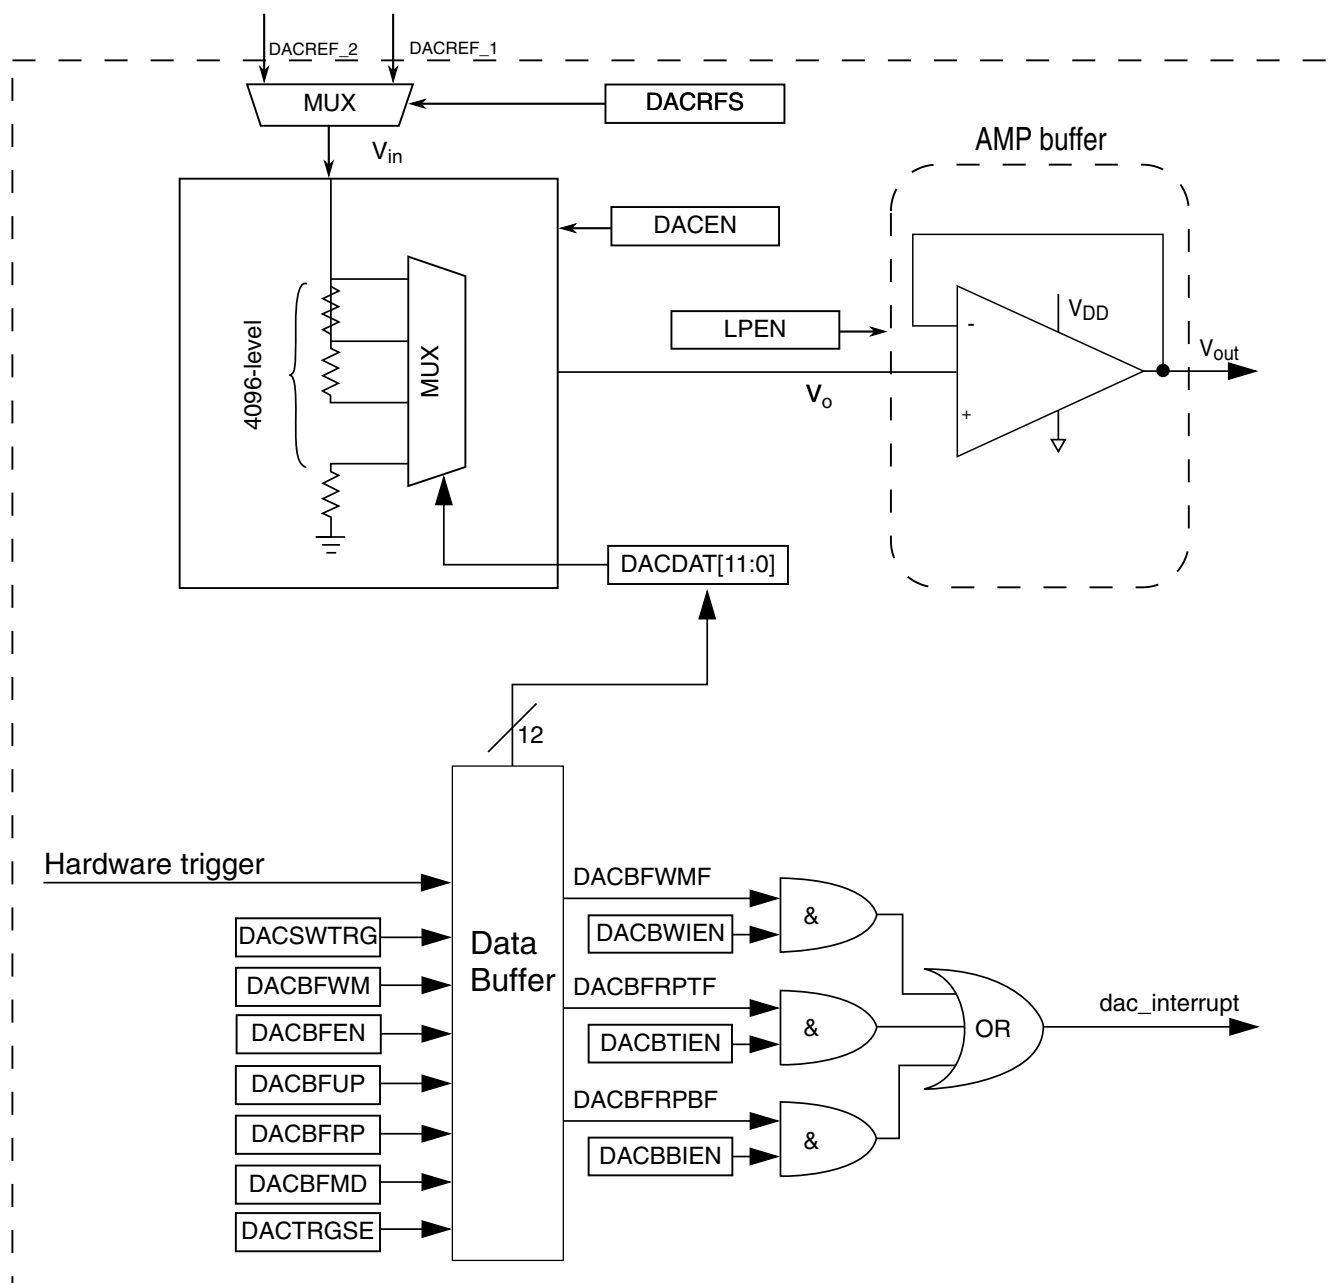 DACREF_2
DACREF_1
MUX
DACRFS
Vin
AMP buffer
DACEN
LPEN
4096-level
MUX
VDD
-
+
Vo
Vout
DACDAT[11:0]
12
Hardware trigger
DACSWTRG
DACBFWM
DACBFEN
DACBFUP
DACBFRP
DACBFMD
DACTRGSE
Data
Buffer
DACBFWMF
DACBWIEN
&
DACBFRPTF
DACBTIEN
&
DACBFRPBF
DACBBIEN
&
OR
dac_interrupt